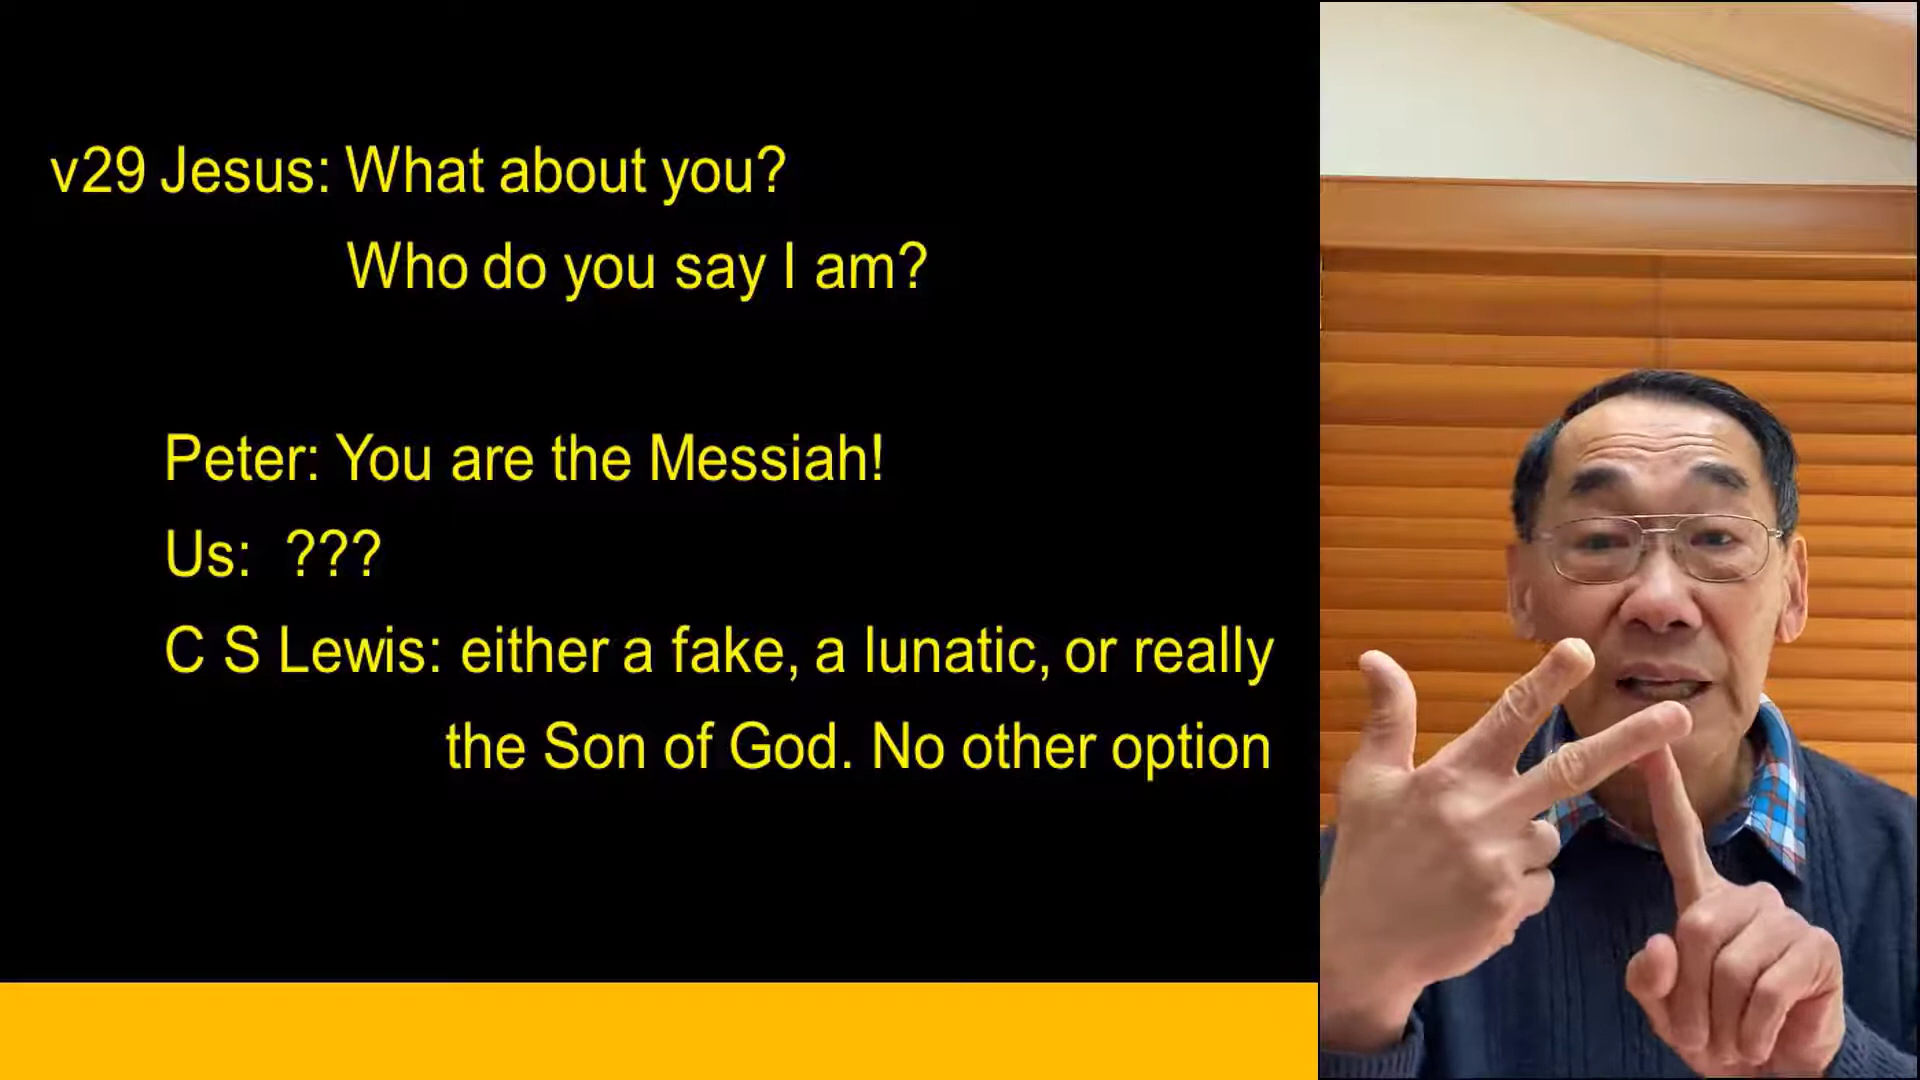 v29 Jesus: What about you?
Who do you say I am?
Peter: You are the Messiah!
Us: ???
C S Lewis: either a fake, a lunatic, or really
the Son of God. No other option